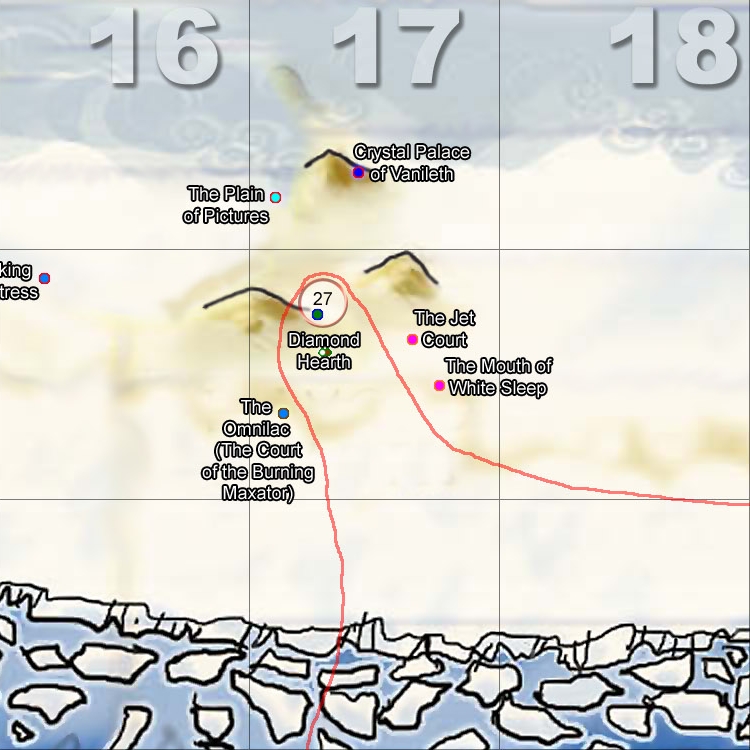 16 17 18
Crystal Palace
of Vanileth
The Plain
of Pictures
king
tress
27
Diamond
Hearth
The Jet
Court
The Mouth of
White Sleep
The
Omnilac
(The Court
of the Burning
Maxator)